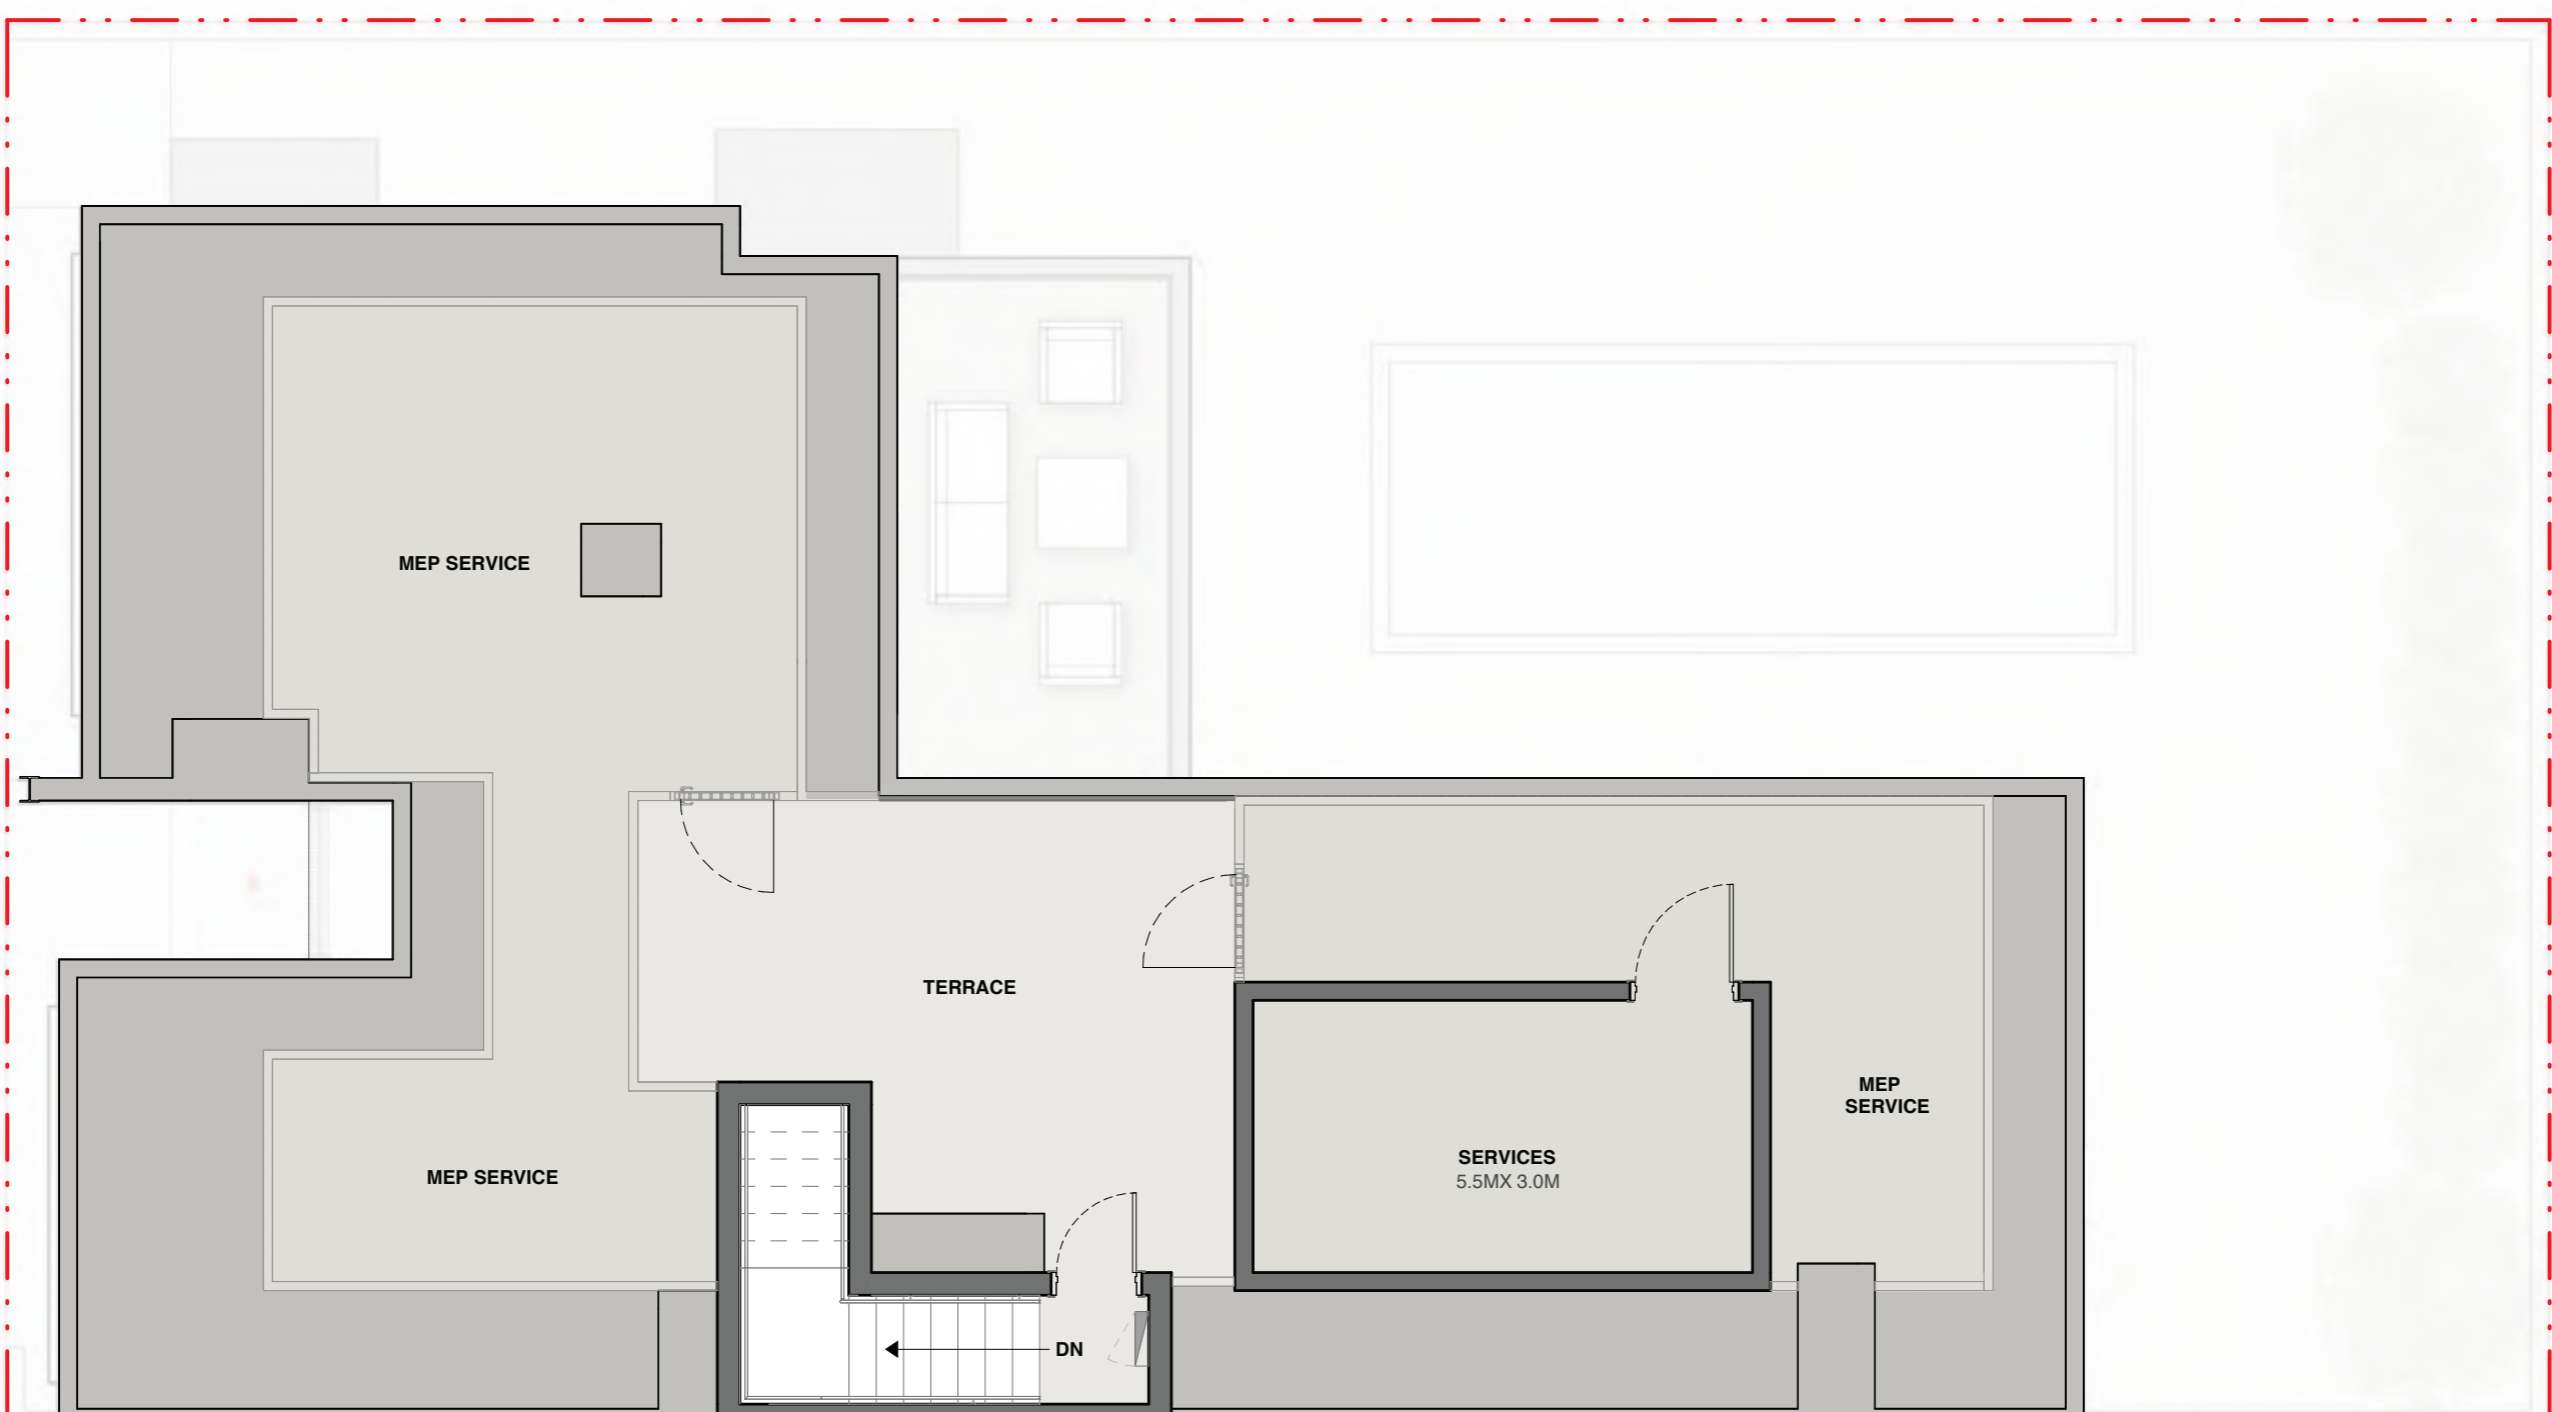 MEP SERVICE
TERRACE
MEP
SERVICE
SERVICES
5.5MX 3.0M
MEP SERVICE
DN